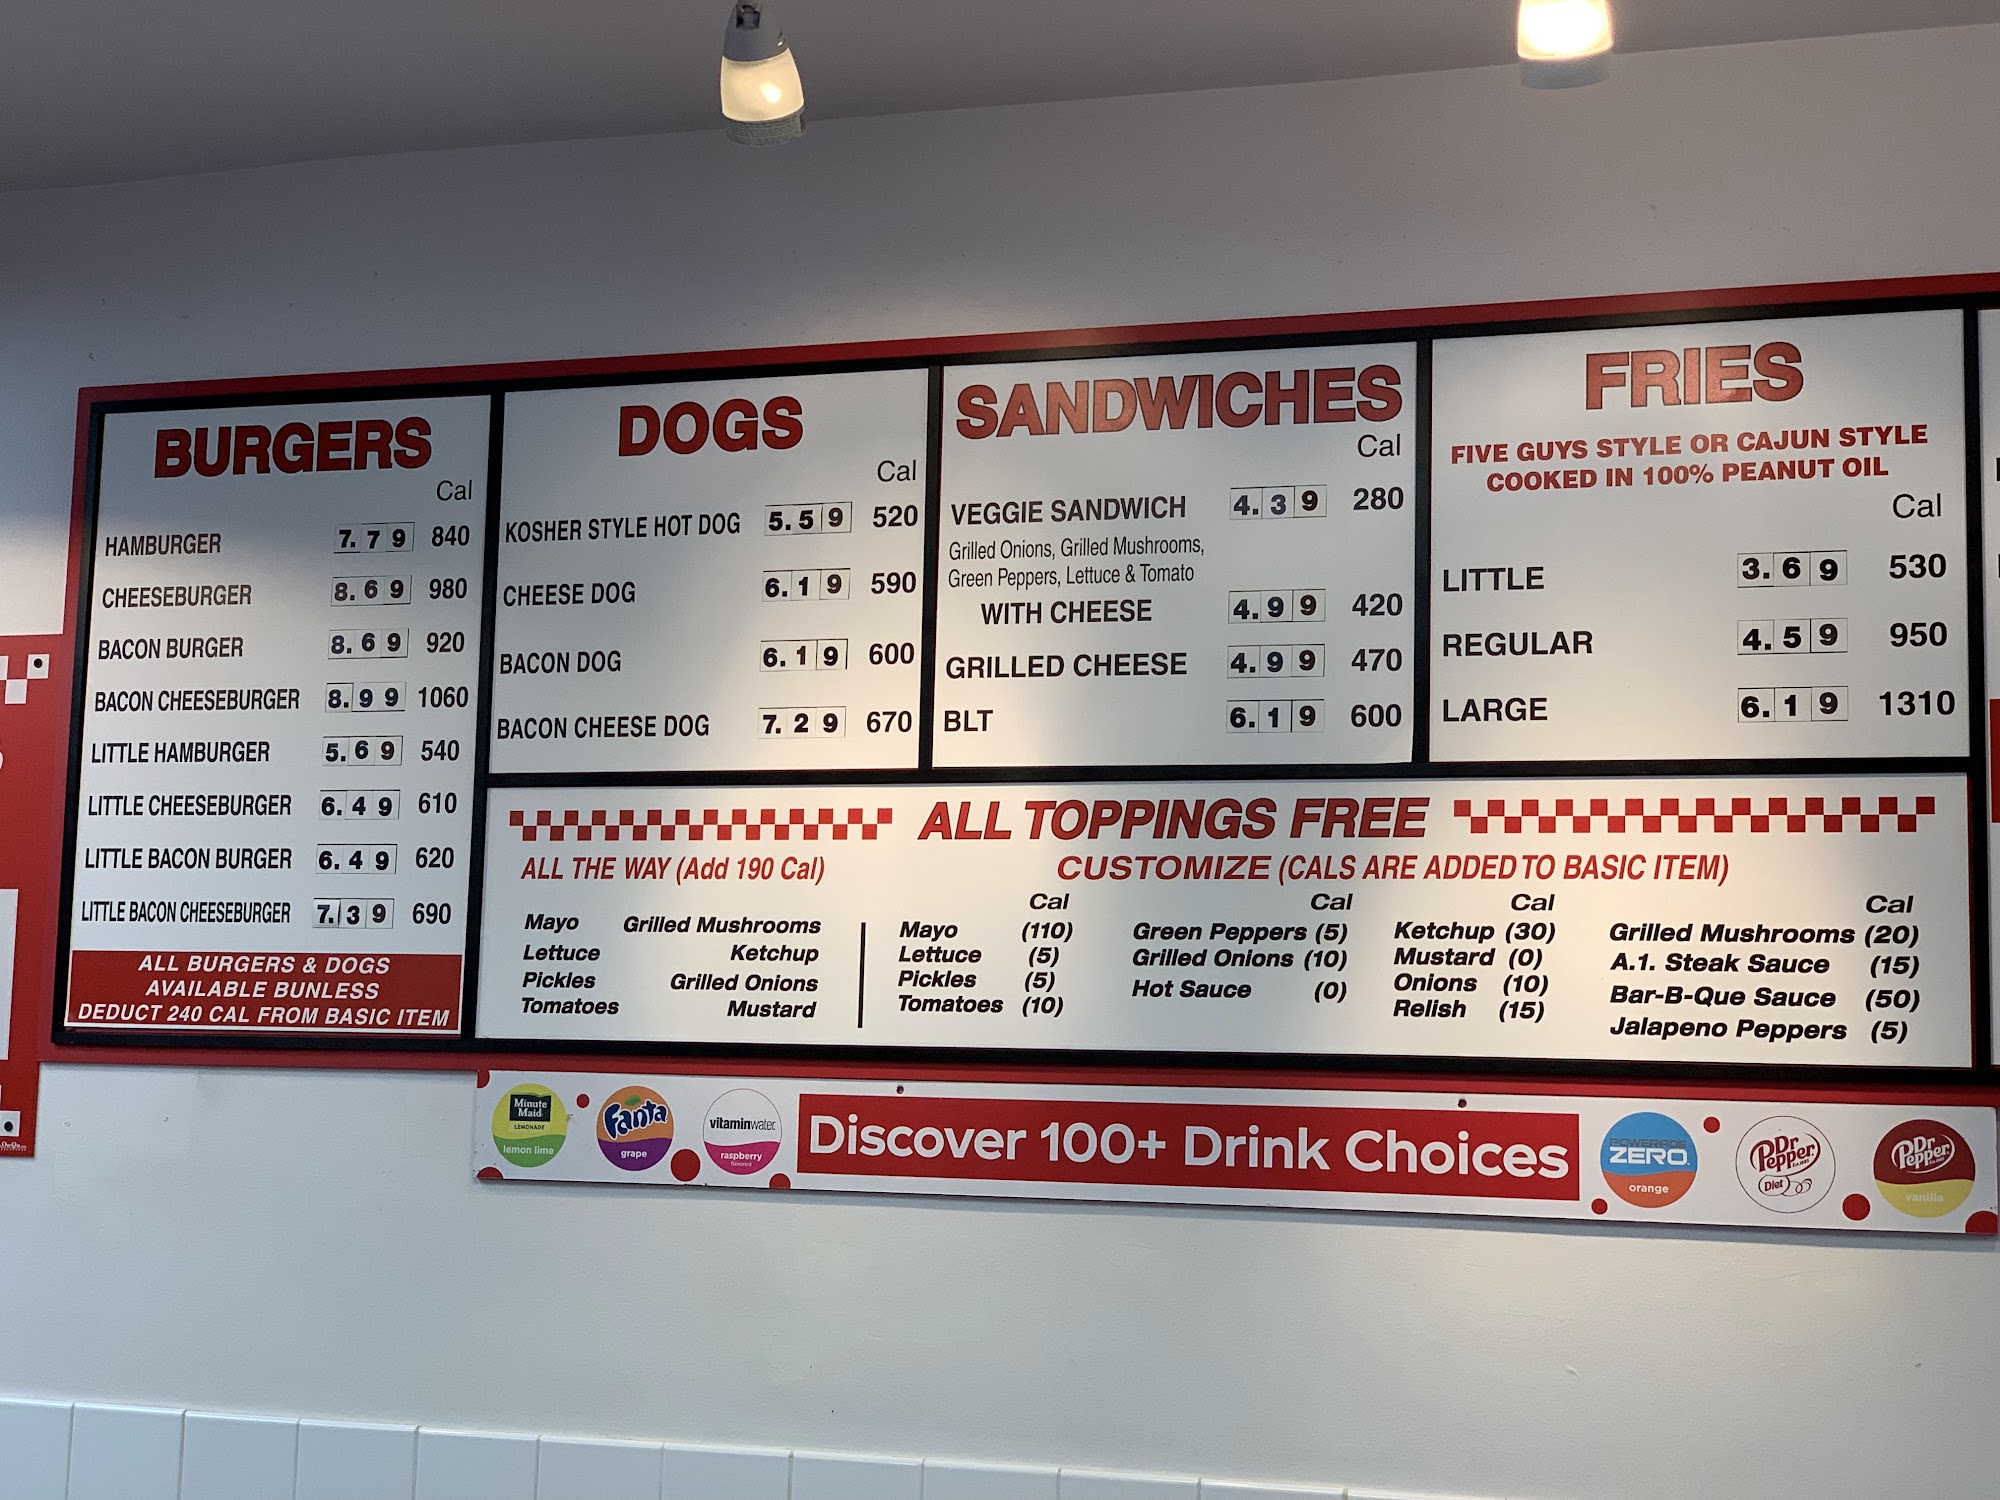 BURGERS
Cal
HAMBURGER 7.79 840
CHEESEBURGER 8.69 980
BACON BURGER 8.69 920
BACON CHEESEBURGER 8.99 1060
LITTLE HAMBURGER 5.69 540
LITTLE CHEESEBURGER 6.49 610
LITTLE BACON BURGER 6.49 620
LITTLE BACON CHEESEBURGER 7.39 690
ALL BURGERS & DOGS
AVAILABLE BUNLESS
DEDUCT 240 CAL FROM BASIC ITEM
DOGS
Cal
KOSHER STYLE HOT DOG 5.59 520
CHEESE DOG 6.19 590
BACON DOG 6.19 600
BACON CHEESE DOG 7.29 670
SANDWICHES
Cal
VEGGIE SANDWICH 4.39 280
Grilled Onions, Grilled Mushrooms,
Green Peppers, Lettuce & Tomato
WITH CHEESE 4.99 420
GRILLED CHEESE 4.99 470
BLT 6.19 600
FRIES
FIVE GUYS STYLE OR CAJUN STYLE
COOKED IN 100% PEANUT OIL
Cal
LITTLE 3.69 530
REGULAR 4.59 950
LARGE 6.19 1310
ALL TOPPINGS FREE
ALL THE WAY (Add 190 Cal)
Mayo Grilled Mushrooms
Lettuce Ketchup
Pickles Grilled Onions
Tomatoes Mustard
CUSTOMIZE (CALS ARE ADDED TO BASIC ITEM)
Cal
Mayo (110)
Lettuce (5)
Pickles (5)
Tomatoes (10)
Cal
Green Peppers (5)
Grilled Onions (10)
Hot Sauce (0)
Cal
Ketchup (30)
Mustard (0)
Onions (10)
Relish (15)
Cal
Grilled Mushrooms (20)
A.1. Steak Sauce (15)
Bar-B-Que Sauce (50)
Jalapeno Peppers (5)
Minute
Maid
LEMONADE
lemon lime
Fanta
grape
vitaminwater
raspberry
flavored
Discover 100+ Drink Choices
POWERADE
ZERO
orange
Dr
Pepper
Diet
Dr
Pepper
vanilla